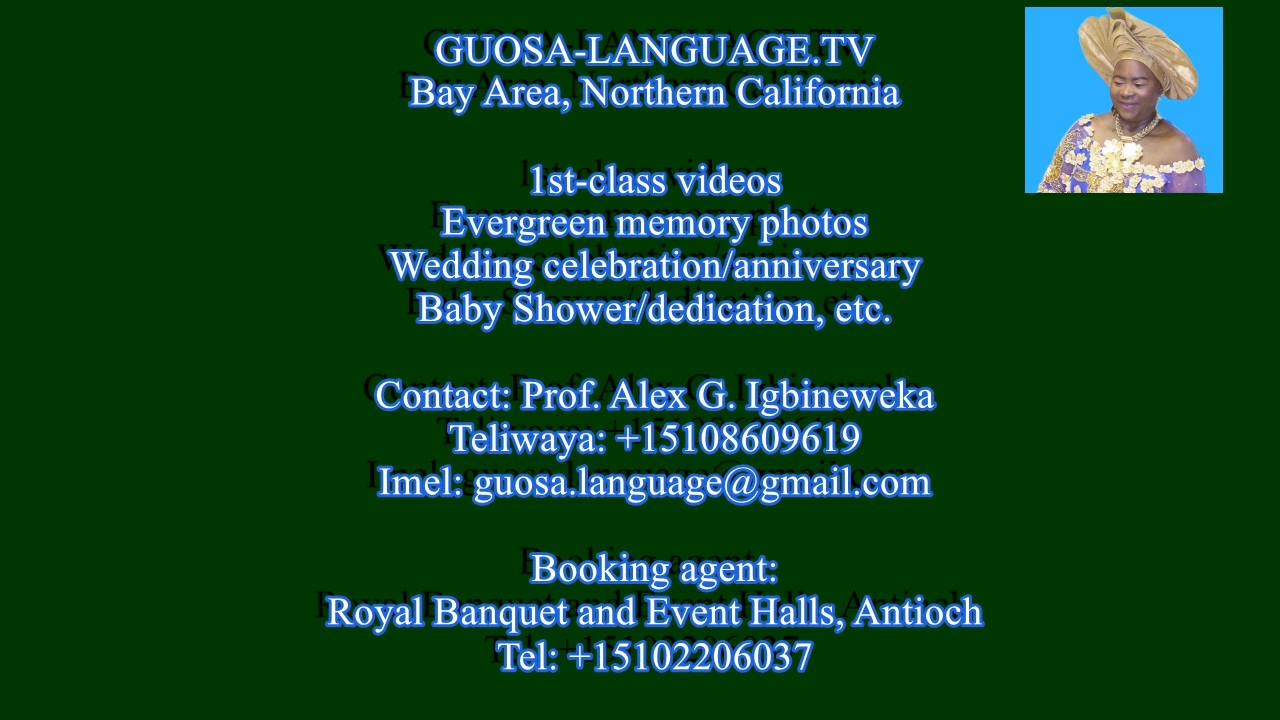 GUOSA-LANGUAGE.TV
Bay Area, Northern California
1st-class videos
Evergreen memory photos
Wedding celebration/anniversary
Baby Shower/dedication, etc.
Contact: Prof. Alex G. Igbineweka
Teliwaya: +15108609619
Imel: guosa.language@gmail.com
Booking agent:
Royal Banquet and Event Halls, Antioch
Tel: +15102206037